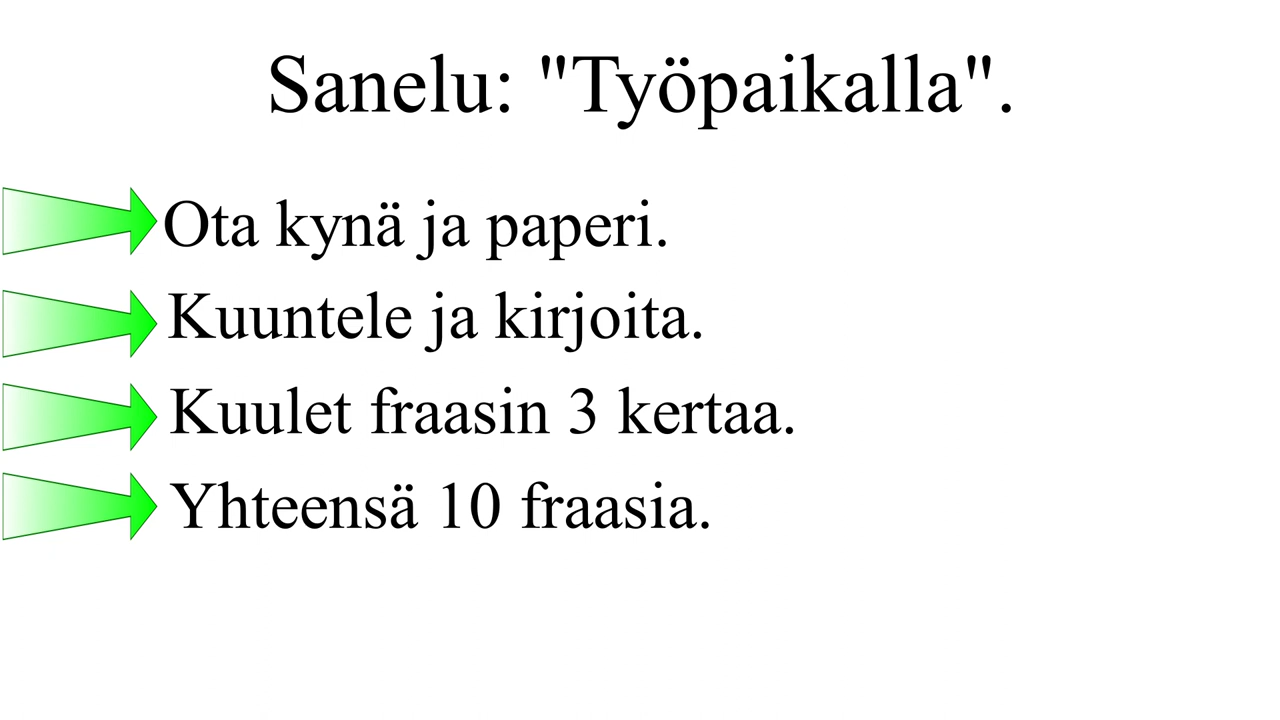 Sanelu: "Työpaikalla".
Ota kynä ja paperi.
Kuuntele ja kirjoita.
Kuulet fraasin 3 kertaa.
Yhteensä 10 fraasia.